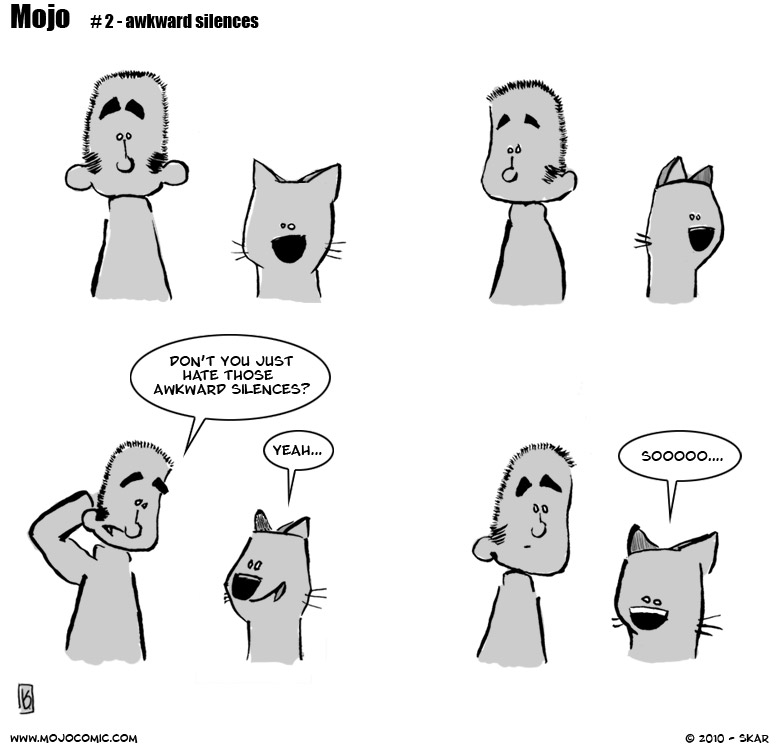 Mojo # 2 - awkward silences
DON'T YOU JUST
HATE THOSE
AWKWARD SILENCES?
YEAH...
SOOOOO....
WWW.MOJOCOMIC.COM
© 2010 - SKAR